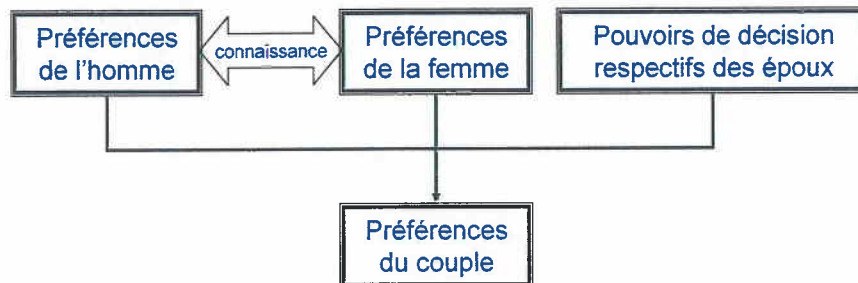 Préférences
de l'homme
connaissance
Préférences
de la femme
Pouvoirs de décision
respectifs des époux
Préférences
du couple